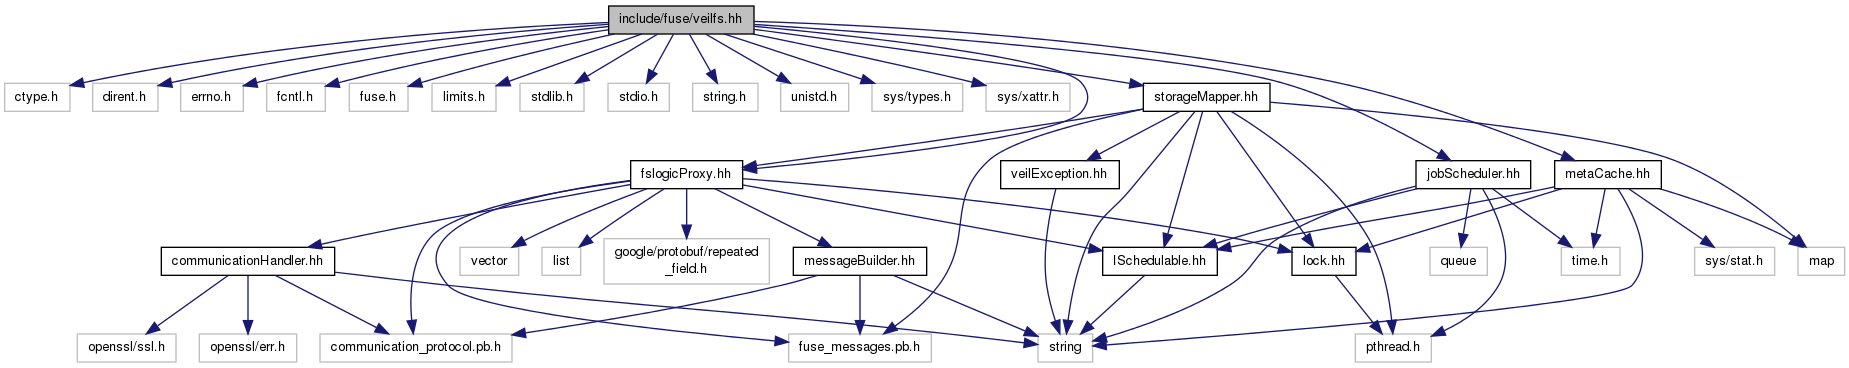 include/fuse/veilfs.hh
ctype.h
dirent.h
errno.h
fcntl.h
fuse.h
limits.h
stdlib.h
stdio.h
string.h
unistd.h
sys/types.h
sys/xattr.h
storageMapper.hh
fslogicProxy.hh
veilException.hh
jobScheduler.hh
metaCache.hh
communicationHandler.hh
vector
list
google/protobuf/repeated
_field.h
messageBuilder.hh
ISchedulable.hh
lock.hh
queue
time.h
sys/stat.h
map
openssl/ssl.h
openssl/err.h
communication_protocol.pb.h
fuse_messages.pb.h
string
pthread.h